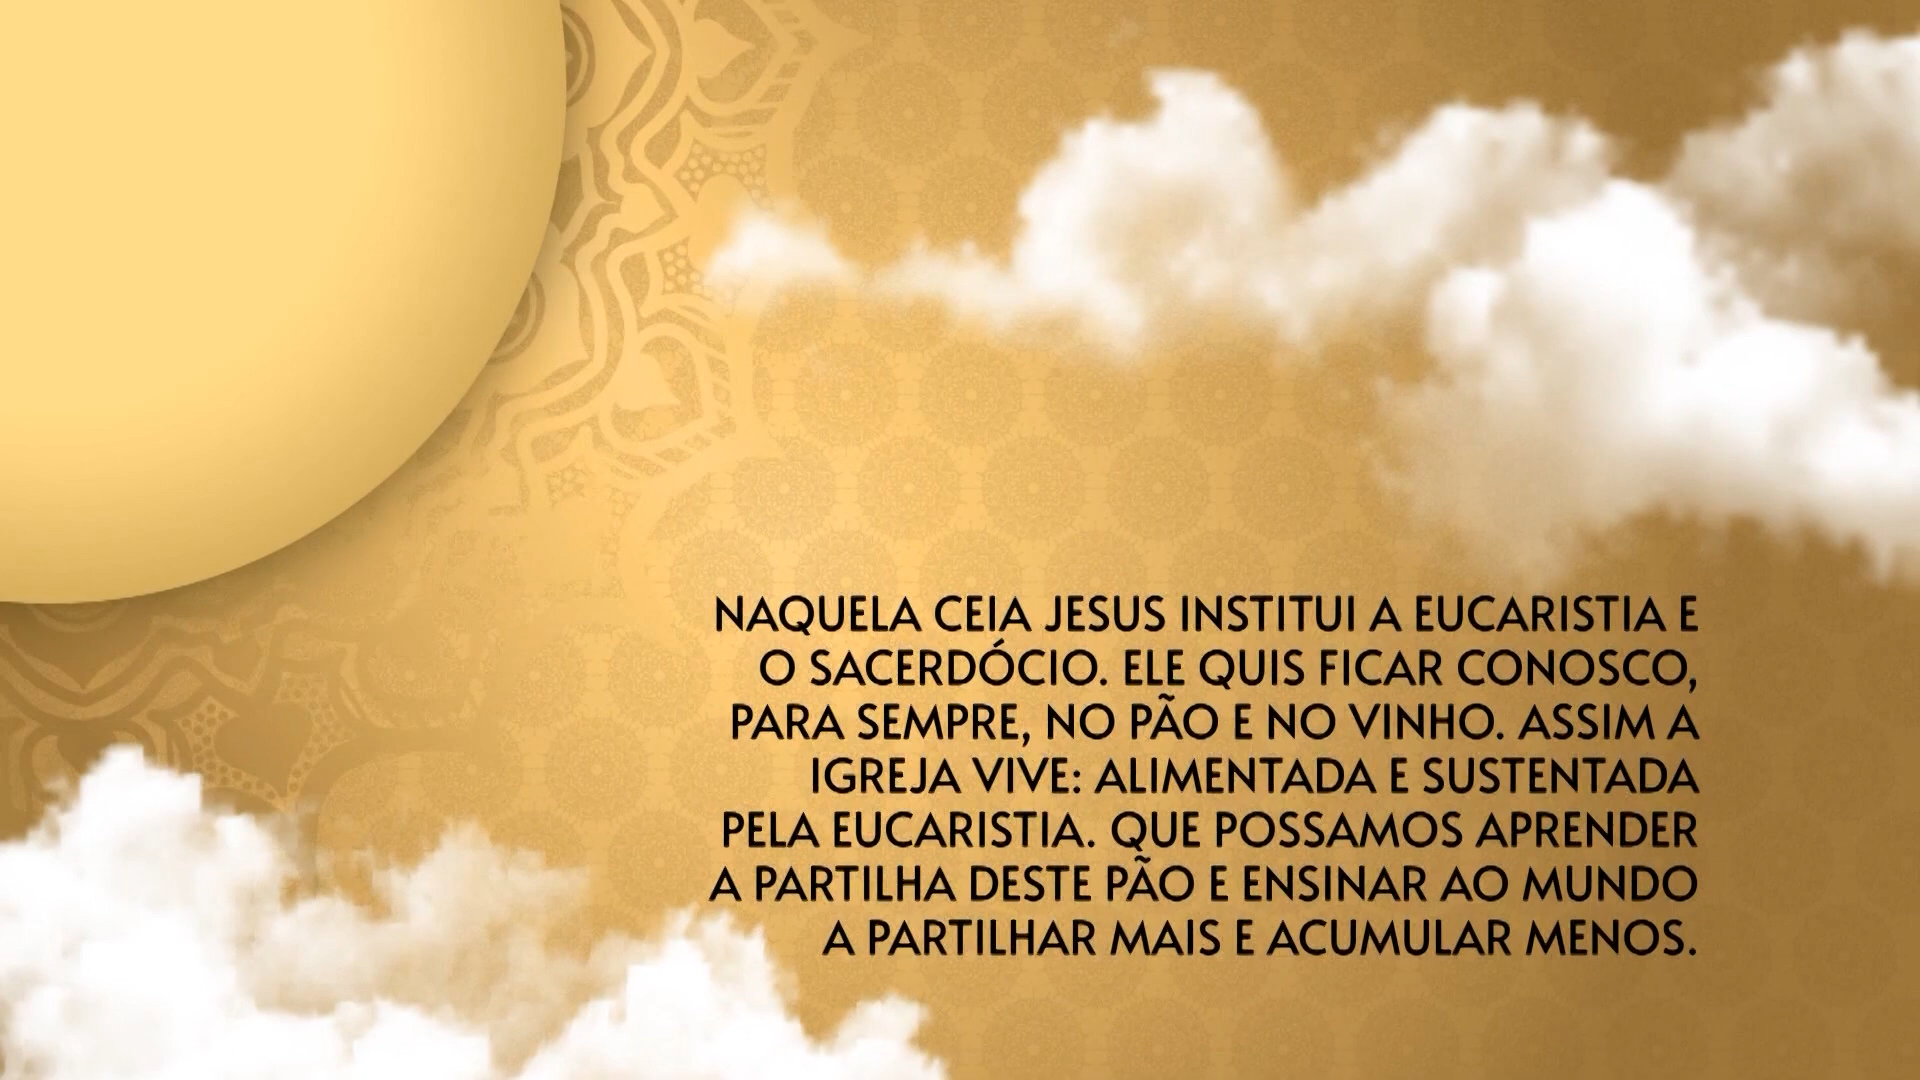 NAQUELA CEIA JESUS INSTITUI A EUCARISTIA E
O SACERDÓCIO. ELE QUIS FICAR CONOSCO,
PARA SEMPRE, NO PÃO E NO VINHO. ASSIM A
IGREJA VIVE: ALIMENTADA E SUSTENTADA
PELA EUCARISTIA. QUE POSSAMOS APRENDER
A PARTILHA DESTE PÃO E ENSINAR AO MUNDO
A PARTILHAR MAIS E ACUMULAR MENOS.